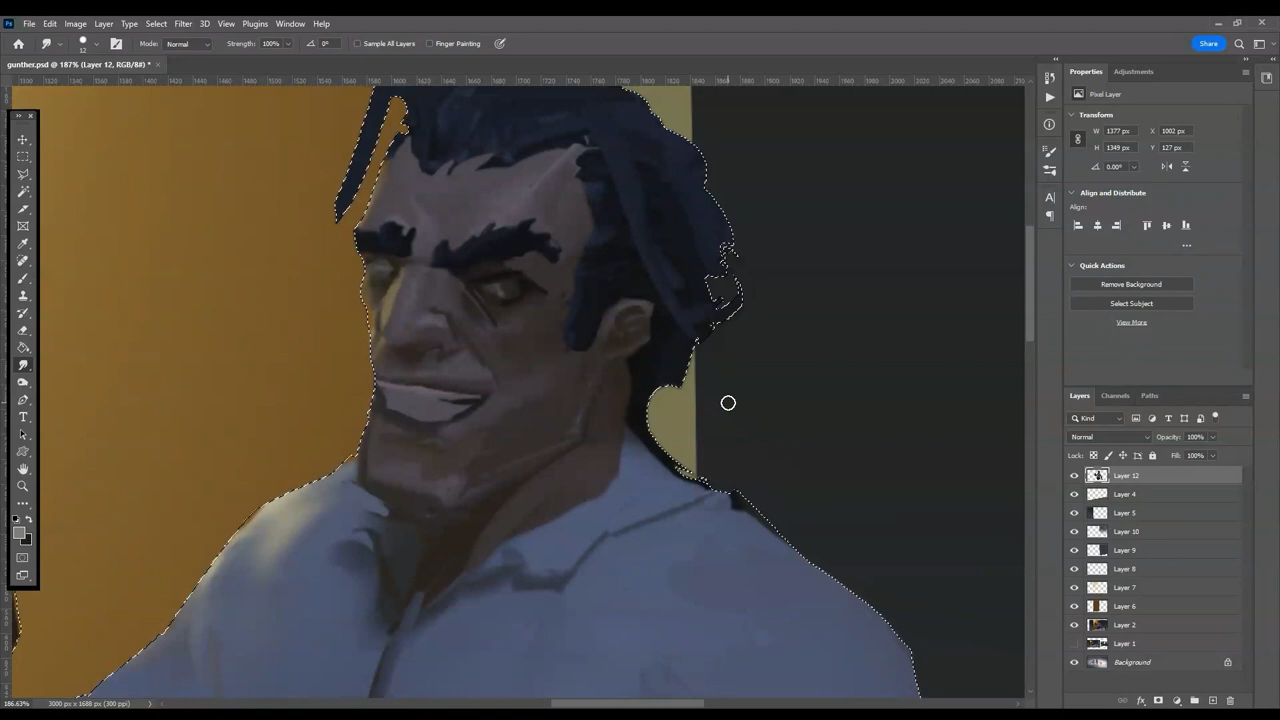 Ps File Edit Image Layer Type Select Filter 3D View Plugins Window Help
12 Mode: Normal Strength: 100% 0° Sample All Layers Finger Painting Share
gunther.psd @ 187% (Layer 12, RGB/8#) *
Properties Adjustments
Pixel Layer
Transform
W 1377 px X 1002 px
H 1349 px Y 127 px
0.00°
Align and Distribute
Align:
Quick Actions
Remove Background
Select Subject
View More
Layers Channels Paths
Kind
Normal Opacity: 100%
Lock: Fill: 100%
Layer 12
Layer 4
Layer 5
Layer 10
Layer 9
Layer 8
Layer 7
Layer 6
Layer 2
Layer 1
Background
186.63% 3000 px x 1688 px (300 ppi)